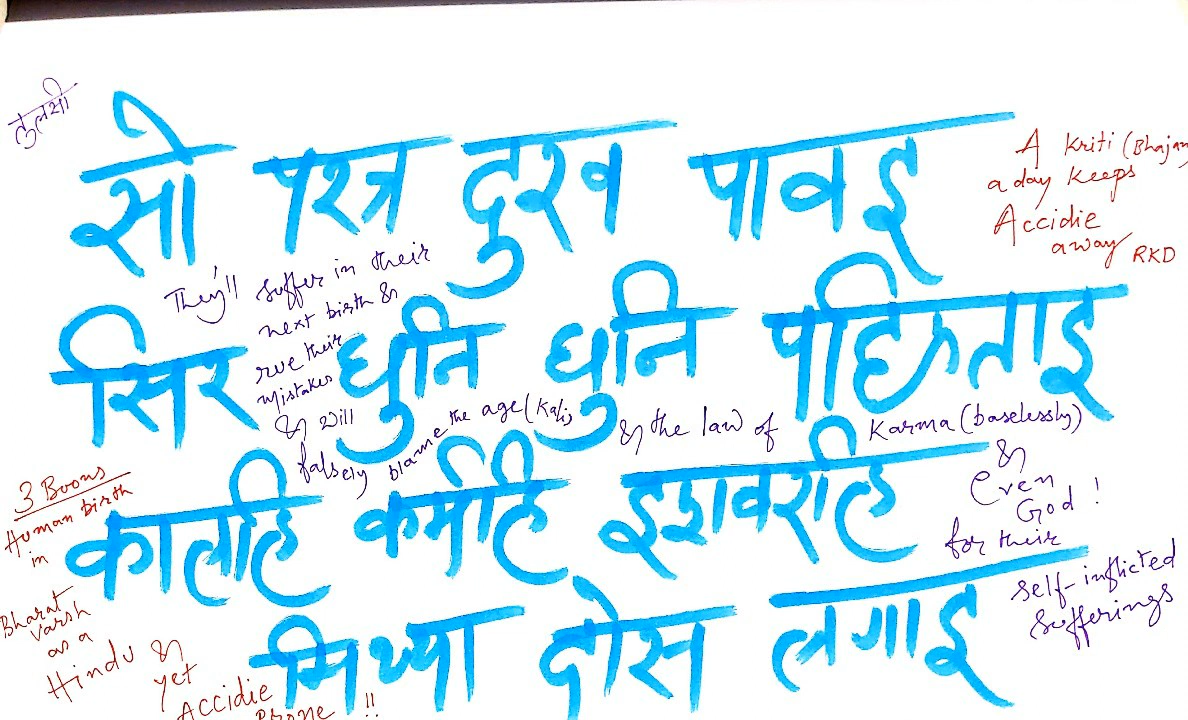 तुलसी
सो परत्र दुख पावइ
A Kriti (Bhajan)
a day keeps
Accidie
away RKD
They'll suffer in their
next birth &
rue their
mistakes
& will
falsely blame the age (Kali)
& the law of Karma (baselessly)
&
Even
God !
for their
self-inflicted
sufferings
सिर धुनि धुनि पछिताइ
कालहि कर्महि इश्वरहि
मिथ्या दोस लगाइ
3 Boons
Human birth
in
Bharat
varsh
as a
Hindu &
yet
ACCIDIE
Prone !!